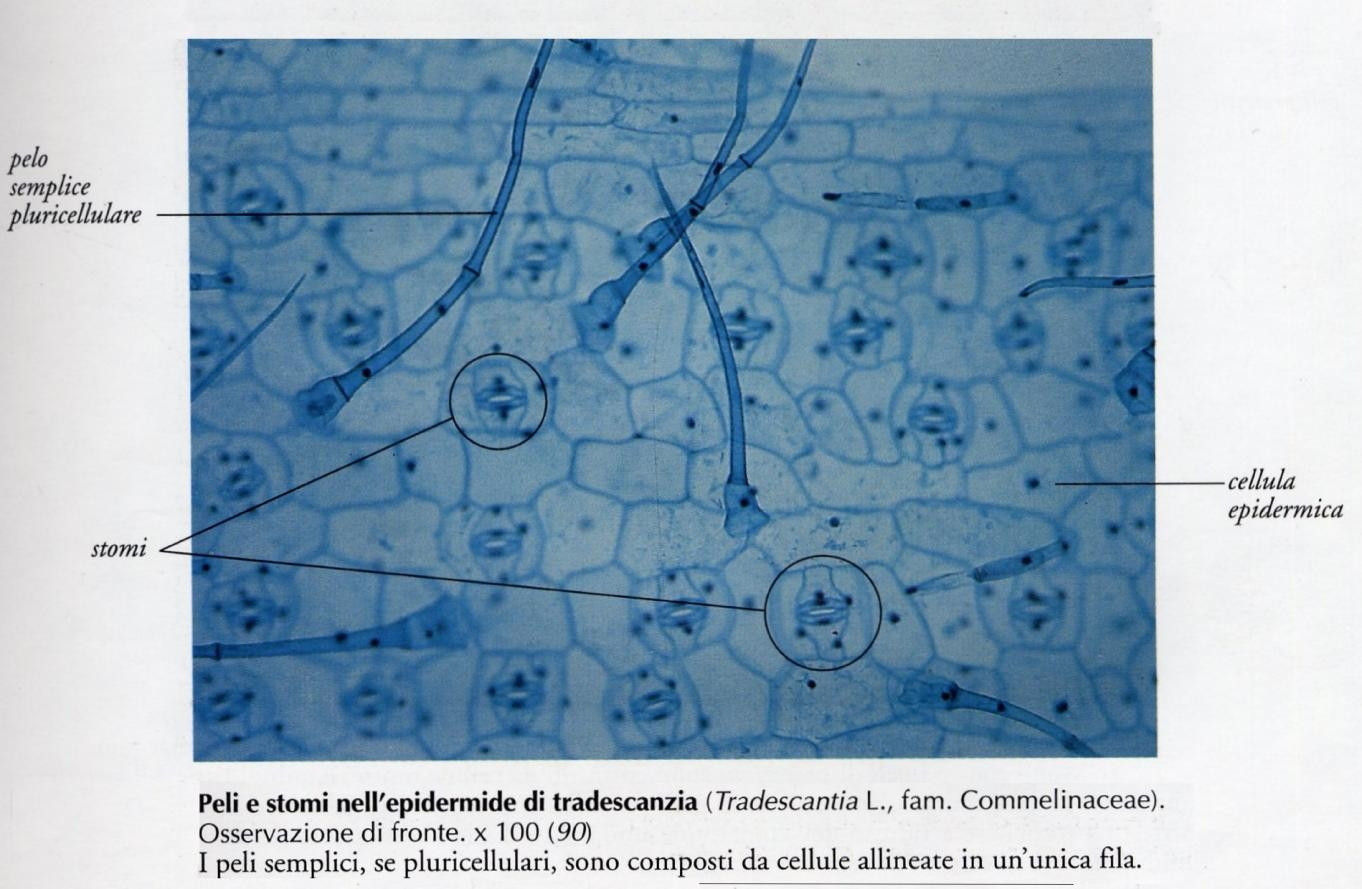 pelo
semplice
pluricellulare
stomi
cellula
epidermica
Peli e stomi nell'epidermide di tradescanzia (Tradescantia L., fam. Commelinaceae).
Osservazione di fronte. x 100 (90)
I peli semplici, se pluricellulari, sono composti da cellule allineate in un'unica fila.